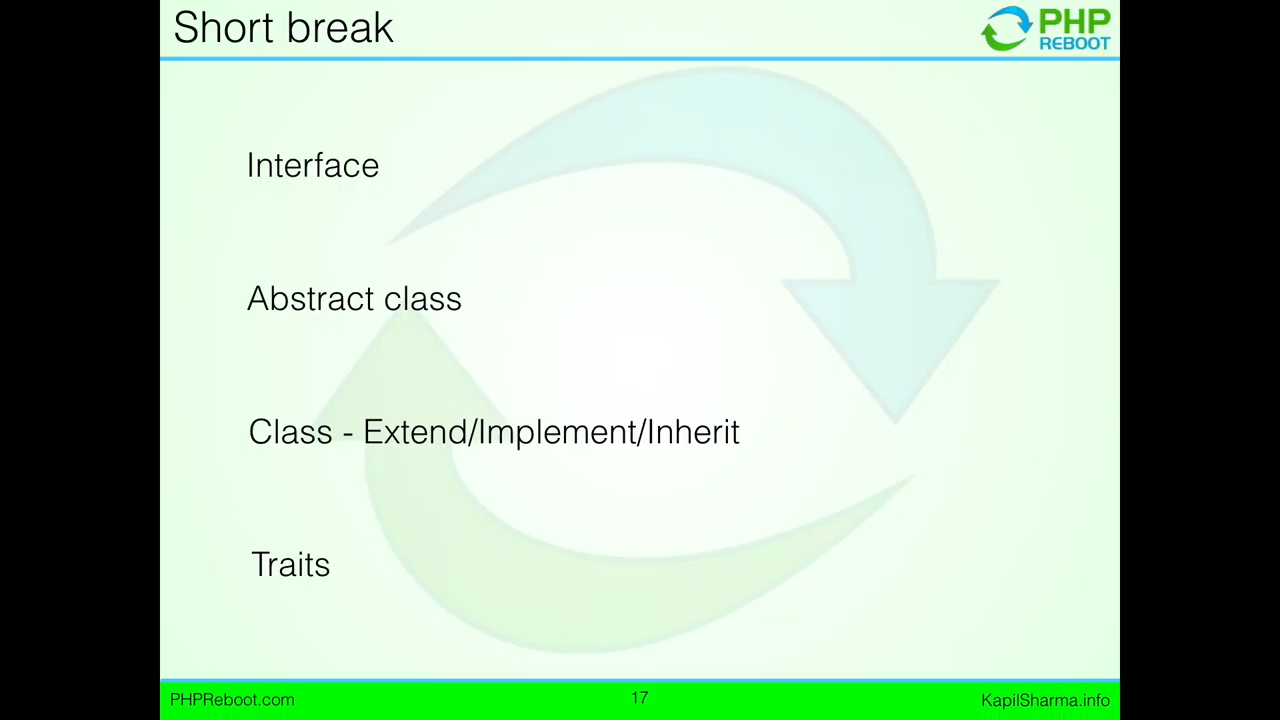 Short break
PHP
REBOOT
Interface
Abstract class
Class - Extend/Implement/Inherit
Traits
PHPReboot.com
17
KapilSharma.info